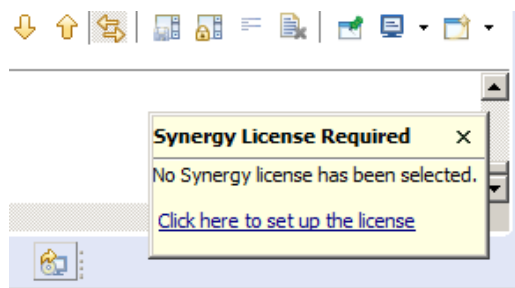 Synergy License Required
No Synergy license has been selected.
Click here to set up the license